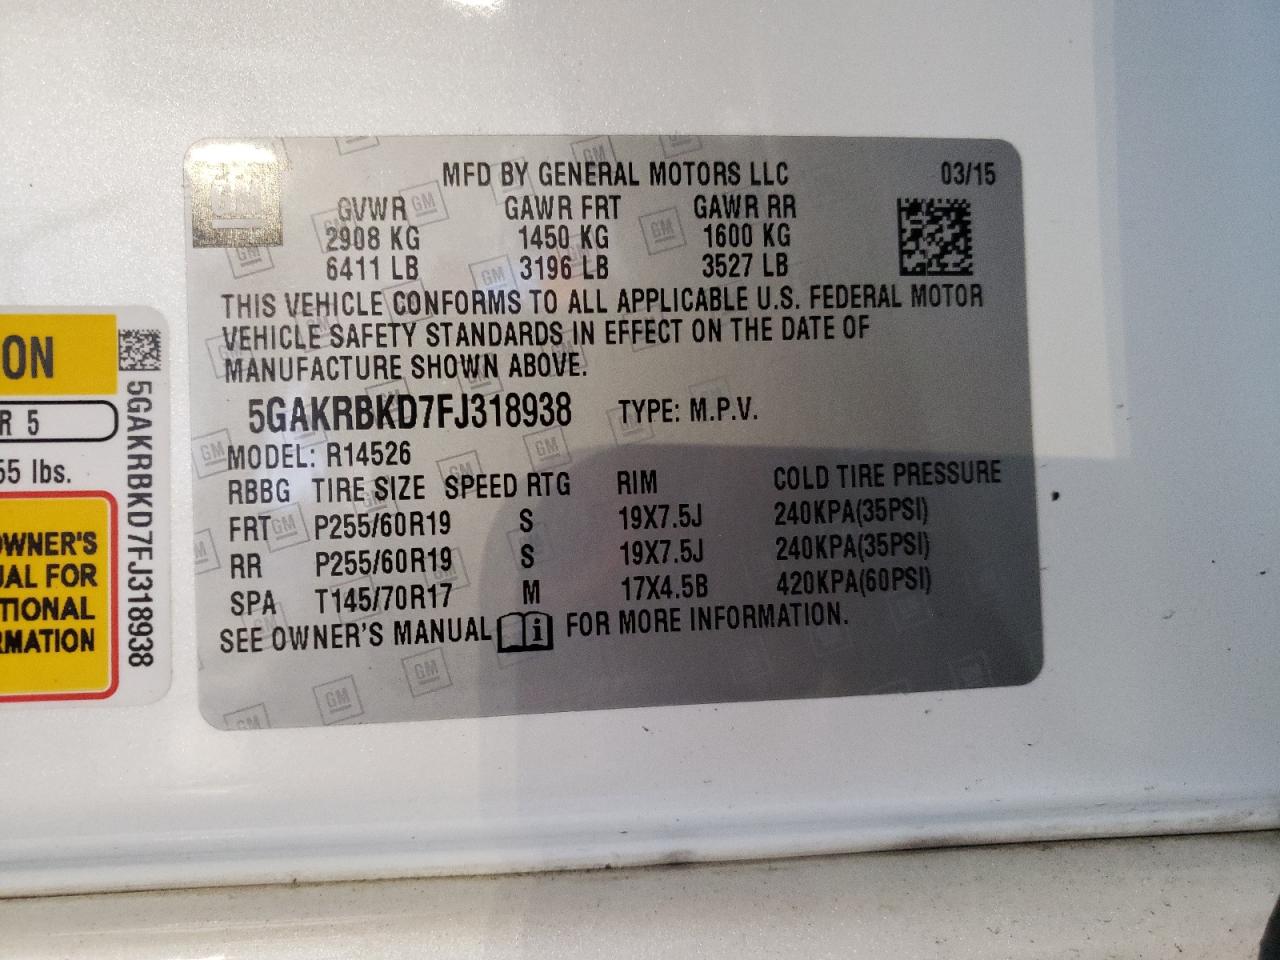 MFD BY GENERAL MOTORS LLC 03/15
GVWR GAWR FRT GAWR RR
2908 KG 1450 KG 1600 KG
6411 LB 3196 LB 3527 LB
THIS VEHICLE CONFORMS TO ALL APPLICABLE U.S. FEDERAL MOTOR
VEHICLE SAFETY STANDARDS IN EFFECT ON THE DATE OF
MANUFACTURE SHOWN ABOVE.
5GAKRBKD7FJ318938 TYPE: M.P.V.
MODEL: R14526
RBBG TIRE SIZE SPEED RTG RIM COLD TIRE PRESSURE
FRT P255/60R19 S 19X7.5J 240KPA(35PSI)
RR P255/60R19 S 19X7.5J 240KPA(35PSI)
SPA T145/70R17 M 17X4.5B 420KPA(60PSI)
SEE OWNER'S MANUAL i FOR MORE INFORMATION.
GM
ON
R 5
55 lbs.
OWNER'S
UAL FOR
TIONAL
RMATION
5GAKRBKD7FJ318938